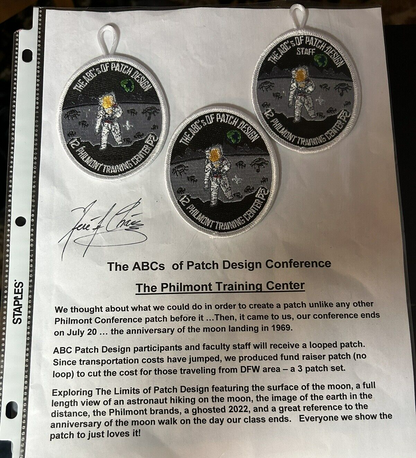 THE ABC's OF PATCH DESIGN
PHILMONT TRAINING CENTER
THE ABC's OF PATCH DESIGN
STAFF
PHILMONT TRAINING CENTER
THE ABC's OF PATCH DESIGN
PHILMONT TRAINING CENTER
STAPLES
The ABCs of Patch Design Conference
The Philmont Training Center
We thought about what we could do in order to create a patch unlike any other
Philmont Conference patch before it ...Then, it came to us, our conference ends
on July 20 ... the anniversary of the moon landing in 1969.
ABC Patch Design participants and faculty staff will receive a looped patch.
Since transportation costs have jumped, we produced fund raiser patch (no
loop) to cut the cost for those traveling from DFW area – a 3 patch set.
Exploring The Limits of Patch Design featuring the surface of the moon, a full
length view of an astronaut hiking on the moon, the image of the earth in the
distance, the Philmont brands, a ghosted 2022, and a great reference to the
anniversary of the moon walk on the day our class ends. Everyone we show the
patch to just loves it!